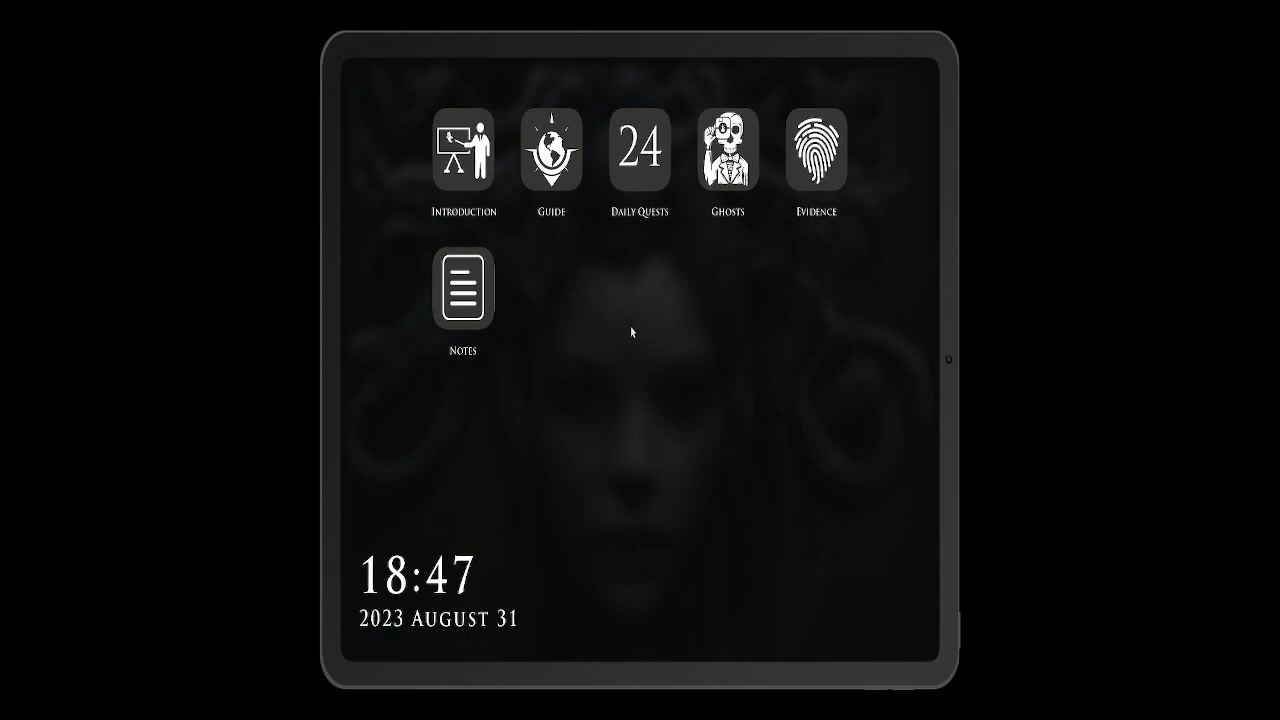 24
INTRODUCTION
GUIDE
DAILY QUESTS
GHOSTS
EVIDENCE
NOTES
18:47
2023 AUGUST 31